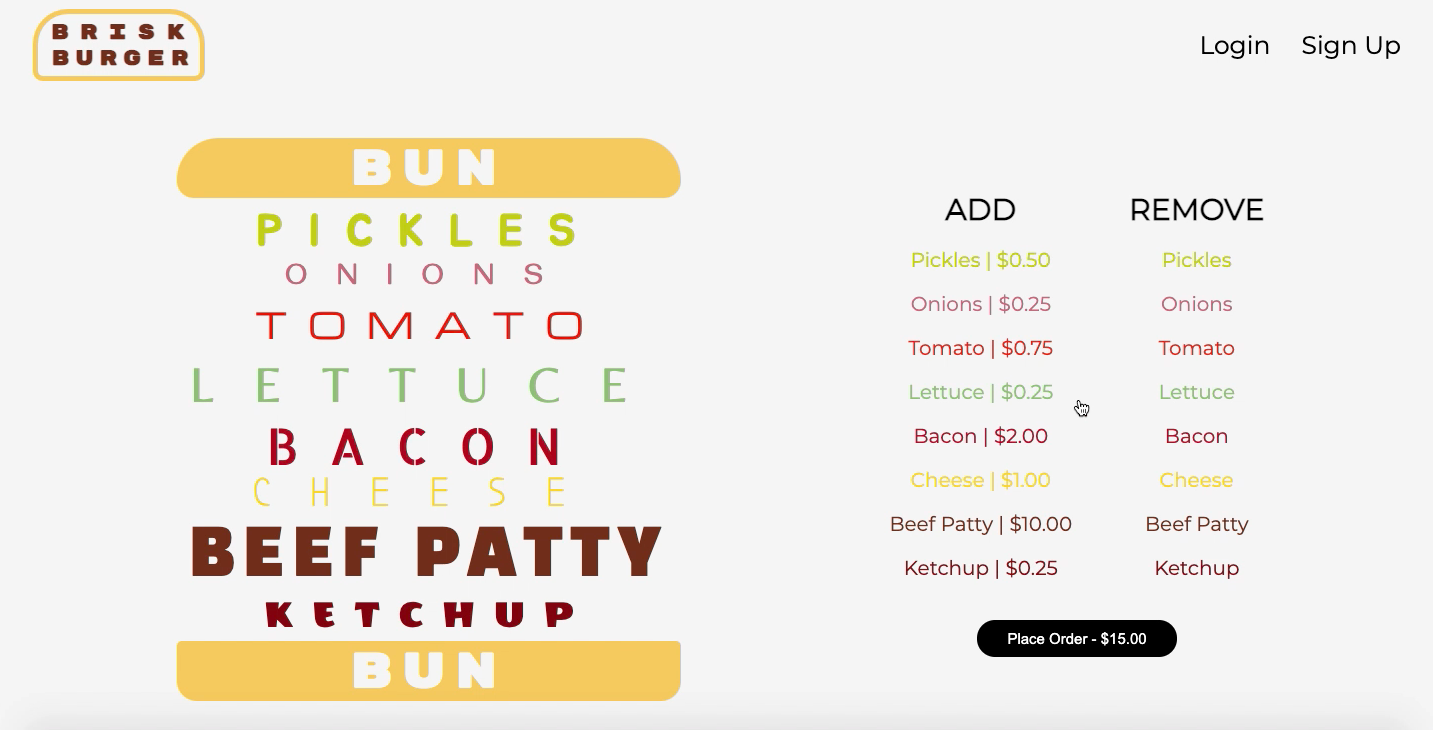 BRISK
BURGER
Login
Sign Up
BUN
PICKLES
ONIONS
TOMATO
LETTUCE
BACON
CHEESE
BEEF PATTY
KETCHUP
BUN
ADD
Pickles | $0.50
Onions | $0.25
Tomato | $0.75
Lettuce | $0.25
Bacon | $2.00
Cheese | $1.00
Beef Patty | $10.00
Ketchup | $0.25
REMOVE
Pickles
Onions
Tomato
Lettuce
Bacon
Cheese
Beef Patty
Ketchup
Place Order - $15.00